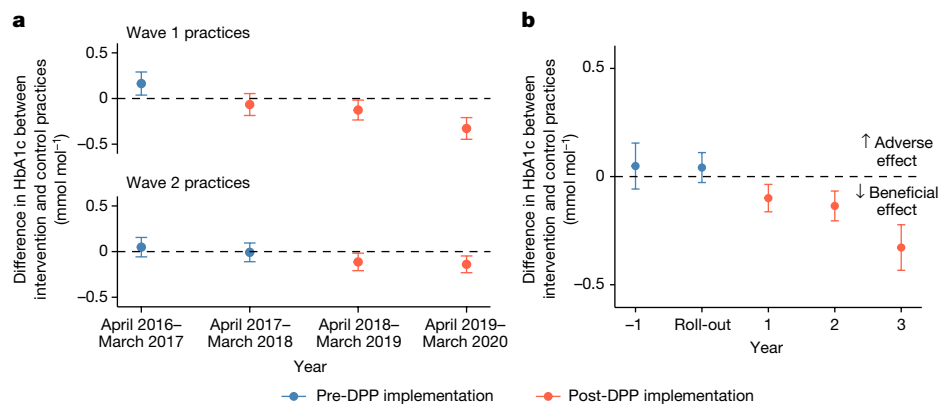 a
Wave 1 practices
Difference in HbA1c between
intervention and control practices
(mmol mol−1)
0.5
0
−0.5
Wave 2 practices
0.5
0
−0.5
April 2016–
March 2017
April 2017–
March 2018
April 2018–
March 2019
April 2019–
March 2020
Year
b
Difference in HbA1c between
intervention and control practices
(mmol mol−1)
0.5
0
−0.5
↑ Adverse
effect
↓ Beneficial
effect
−1
Roll-out
1
2
3
Year
Pre-DPP implementation
Post-DPP implementation